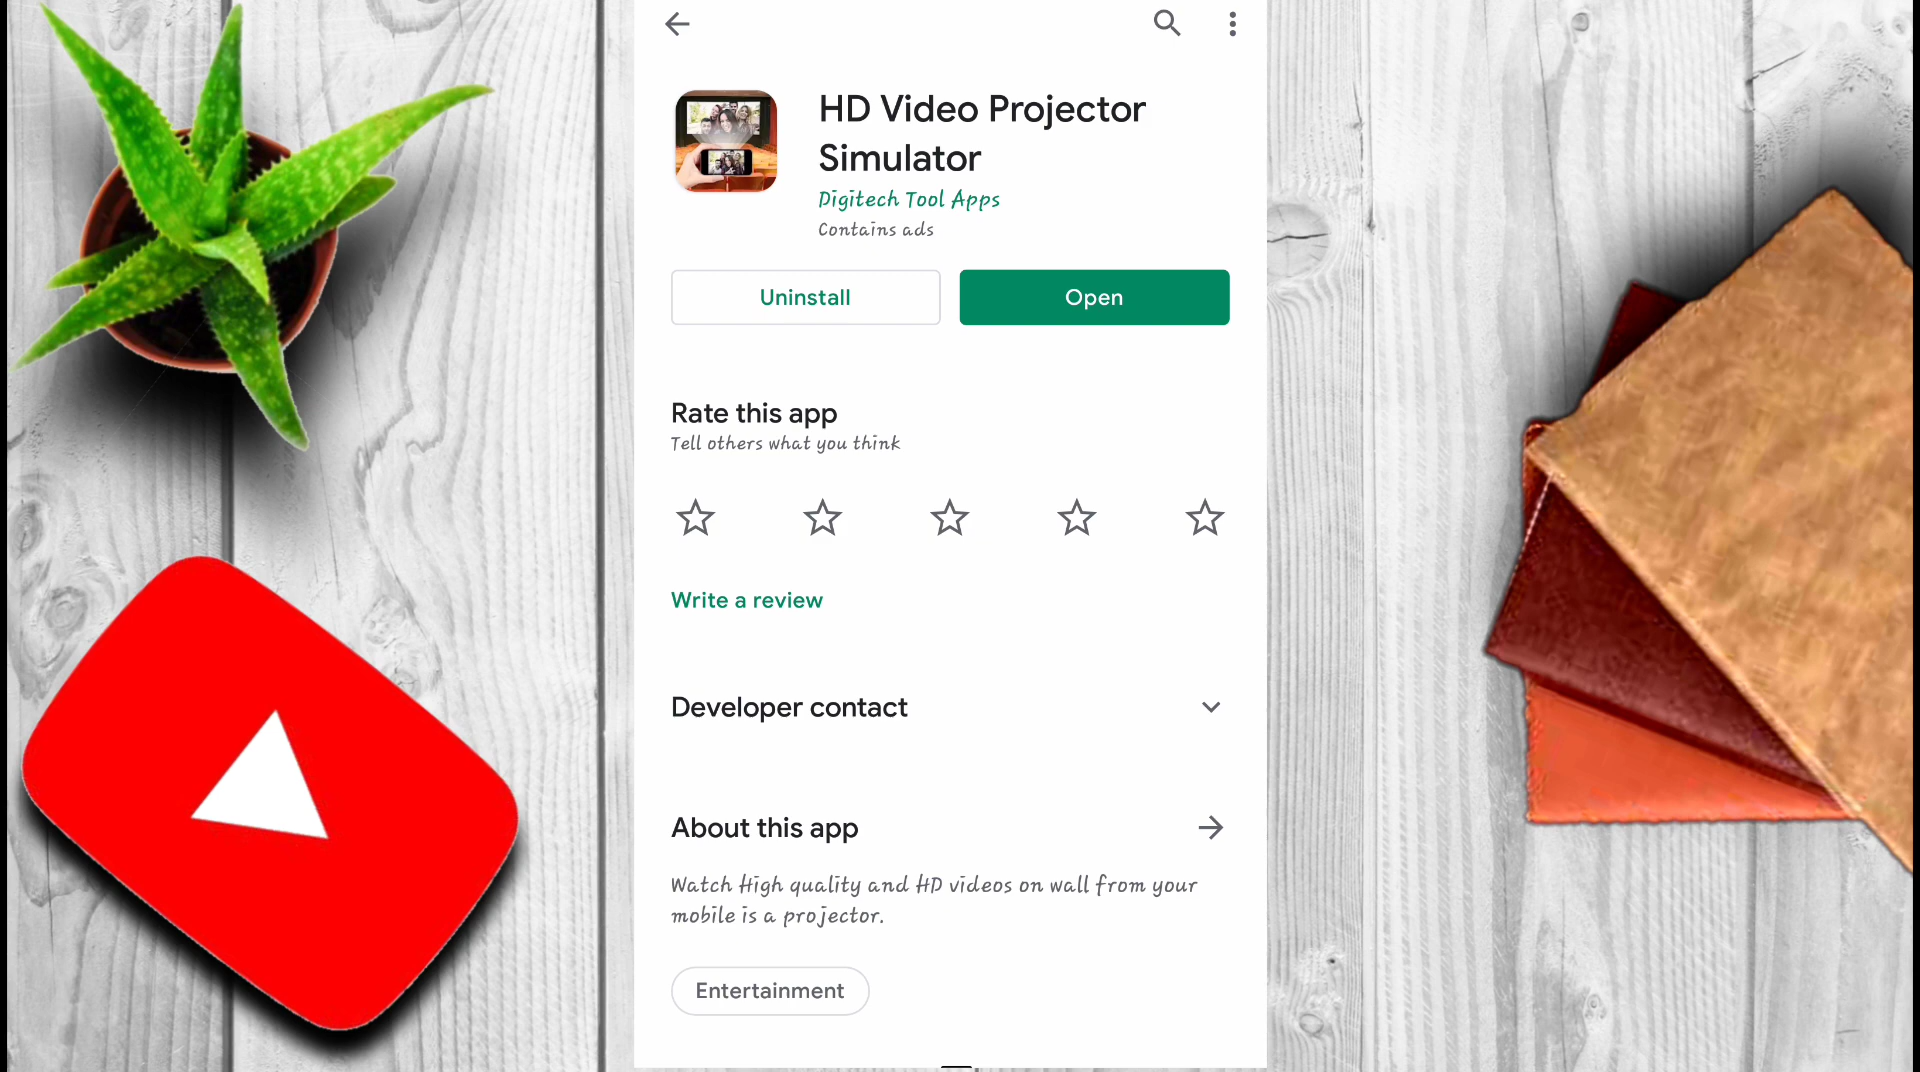 HD Video Projector
Simulator
Digitech Tool Apps
Contains ads
Uninstall
Open
Rate this app
Tell others what you think
Write a review
Developer contact
About this app
Watch High quality and HD videos on wall from your
mobile is a projector.
Entertainment